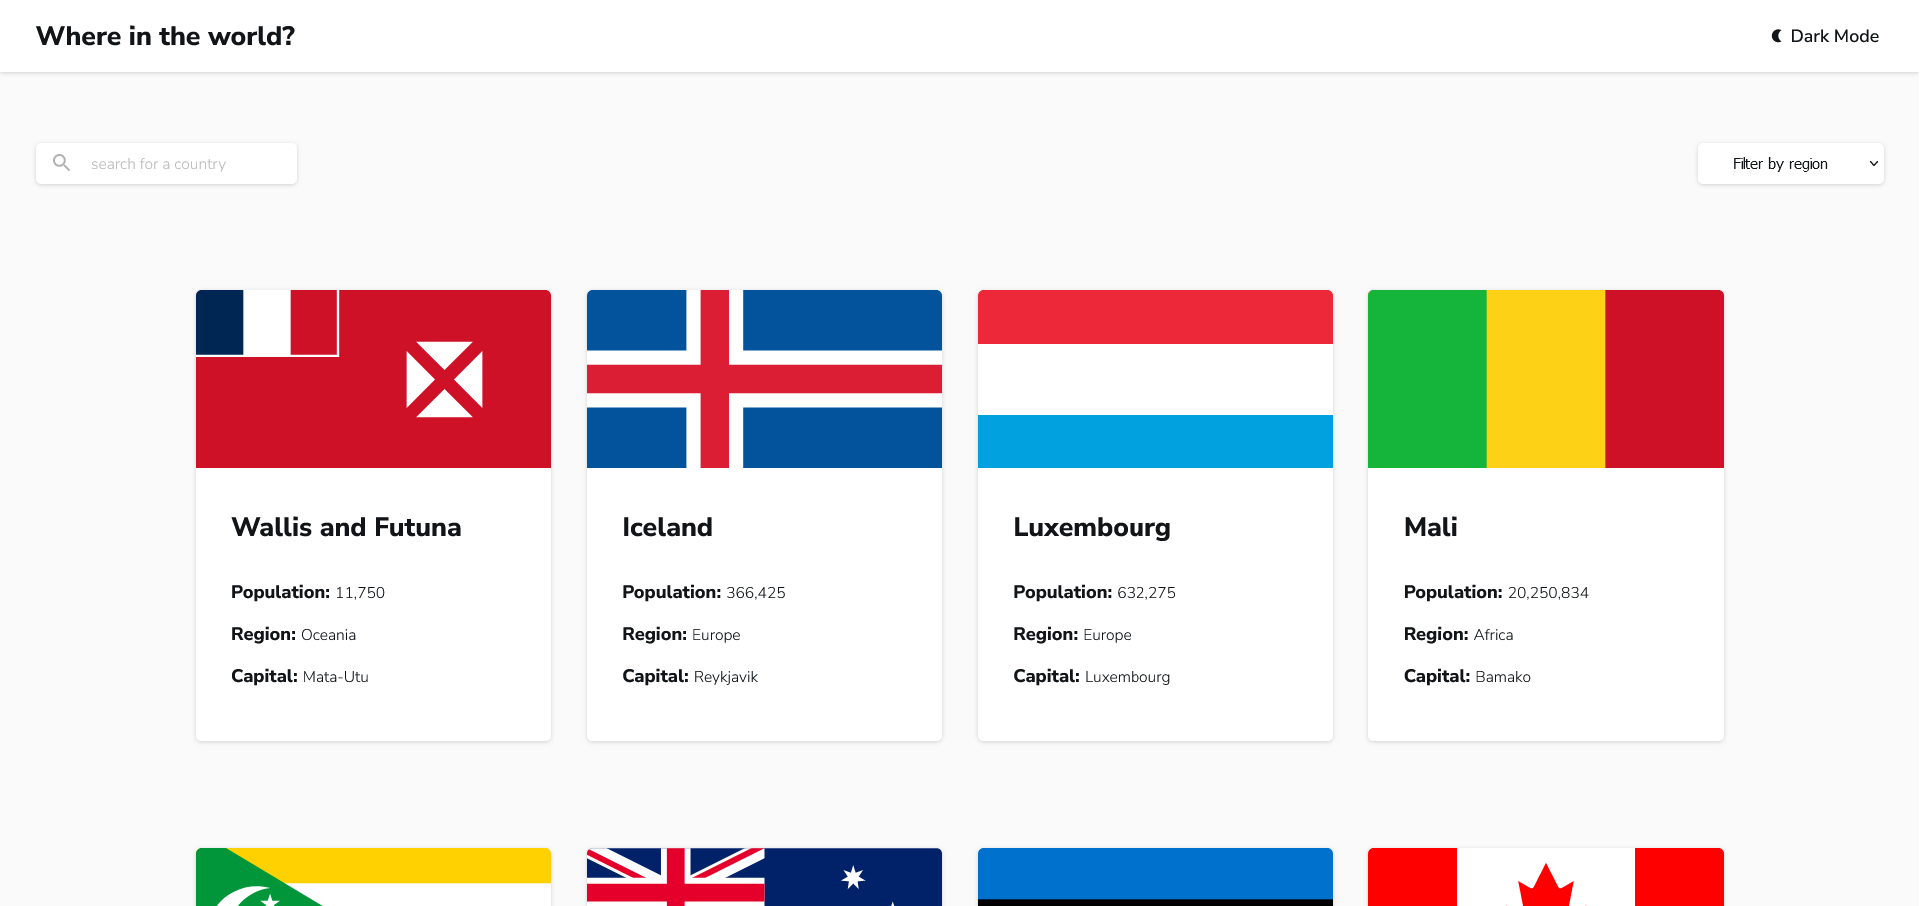 Where in the world?
Dark Mode
search for a country
Filter by region
Wallis and Futuna
Population: 11,750
Region: Oceania
Capital: Mata-Utu
Iceland
Population: 366,425
Region: Europe
Capital: Reykjavik
Luxembourg
Population: 632,275
Region: Europe
Capital: Luxembourg
Mali
Population: 20,250,834
Region: Africa
Capital: Bamako